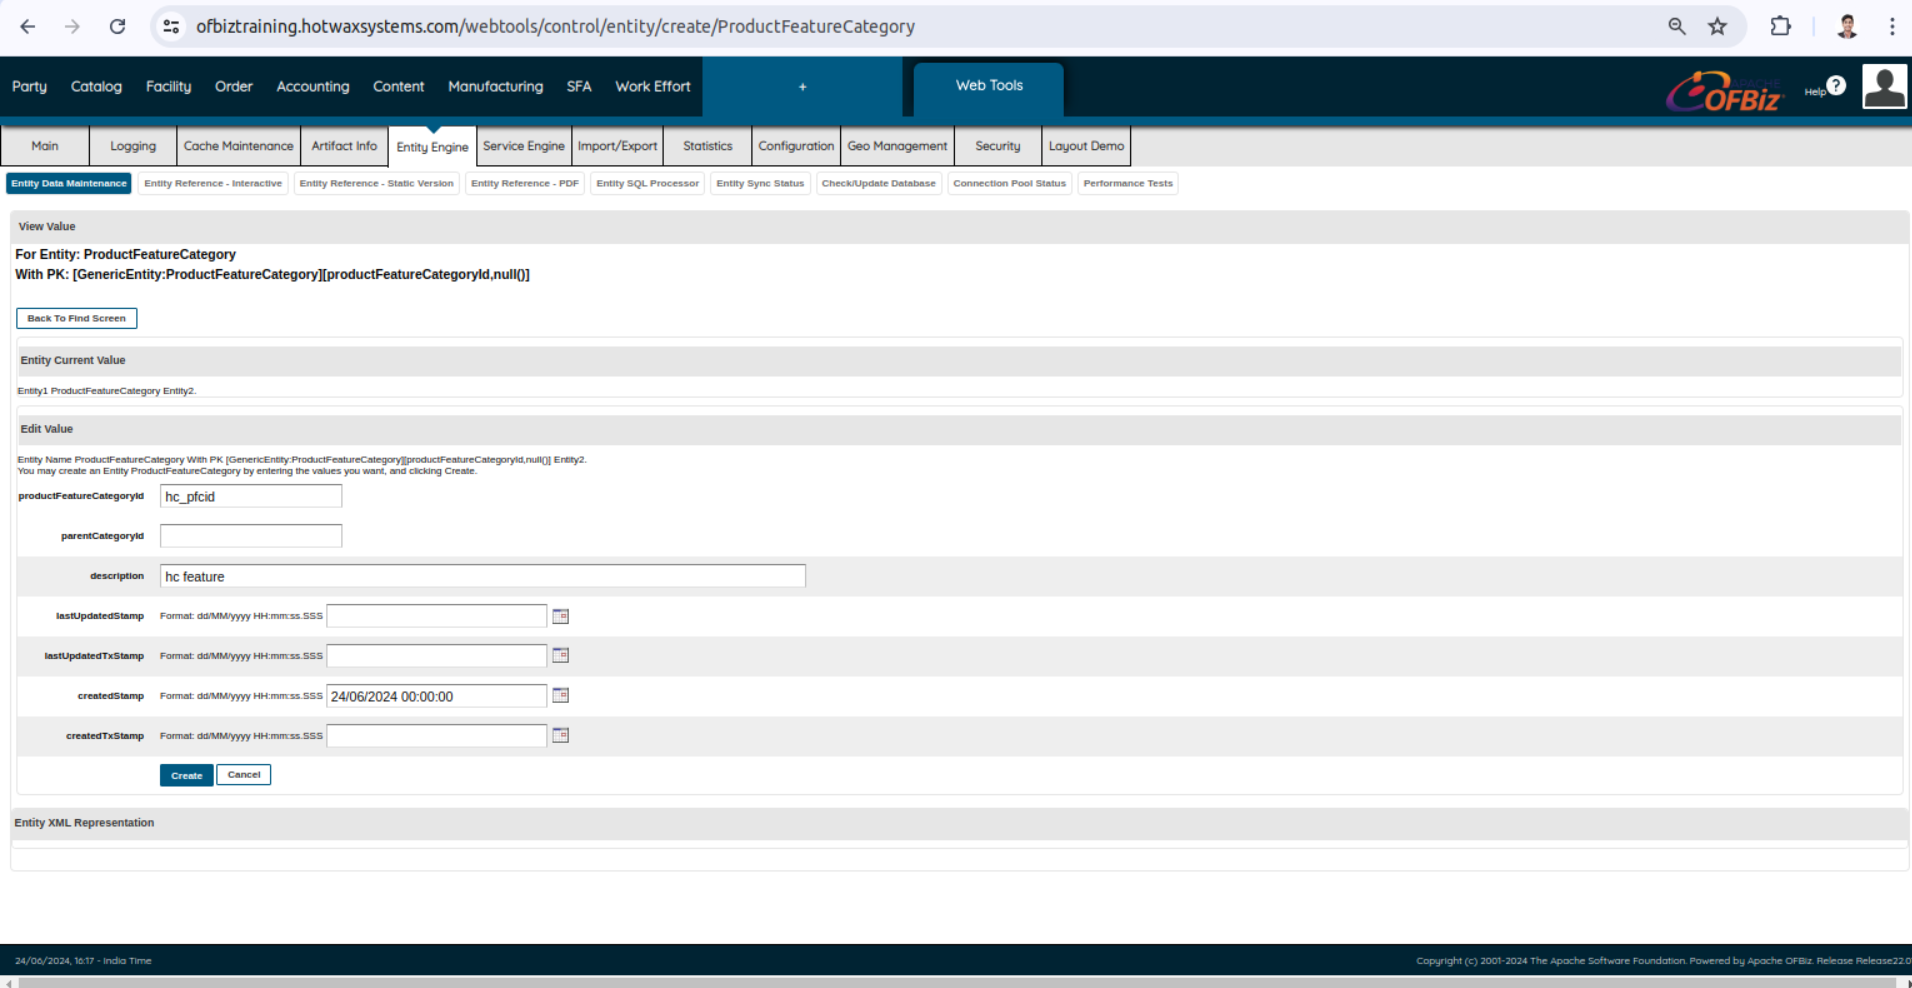 ofbiztraining.hotwaxsystems.com/webtools/control/entity/create/ProductFeatureCategory
Party Catalog Facility Order Accounting Content Manufacturing SFA Work Effort + Web Tools APACHE OFBiz Help ?
Main Logging Cache Maintenance Artifact Info Entity Engine Service Engine Import/Export Statistics Configuration Geo Management Security Layout Demo
Entity Data Maintenance Entity Reference - Interactive Entity Reference - Static Version Entity Reference - PDF Entity SQL Processor Entity Sync Status Check/Update Database Connection Pool Status Performance Tests
View Value
For Entity: ProductFeatureCategory
With PK: [GenericEntity:ProductFeatureCategory][productFeatureCategoryId,null()]
Back To Find Screen
Entity Current Value
Entity1 ProductFeatureCategory Entity2.
Edit Value
Entity Name ProductFeatureCategory With PK [GenericEntity:ProductFeatureCategory][productFeatureCategoryId,null()] Entity2.
You may create an Entity ProductFeatureCategory by entering the values you want, and clicking Create.
productFeatureCategoryId hc_pfcid
parentCategoryId
description hc feature
lastUpdatedStamp Format: dd/MM/yyyy HH:mm:ss.SSS
lastUpdatedTxStamp Format: dd/MM/yyyy HH:mm:ss.SSS
createdStamp Format: dd/MM/yyyy HH:mm:ss.SSS 24/06/2024 00:00:00
createdTxStamp Format: dd/MM/yyyy HH:mm:ss.SSS
Create Cancel
Entity XML Representation
24/06/2024, 16:17 - India Time Copyright (c) 2001-2024 The Apache Software Foundation. Powered by Apache OFBiz. Release Release22.0